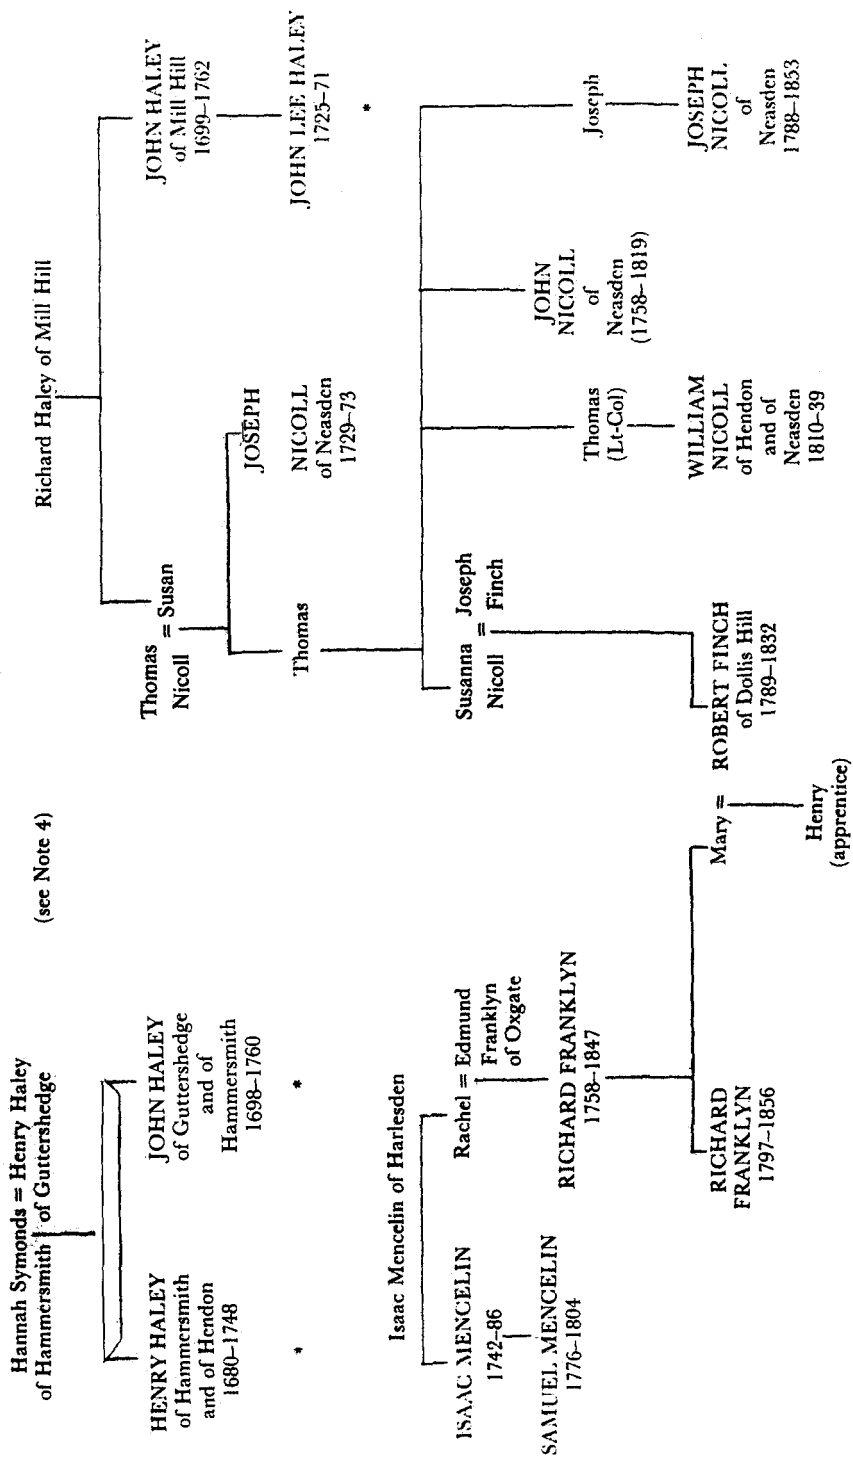 Hannah Symonds = Henry Haley
of Hammersmith of Guttershedge
(see Note 4)
Richard Haley of Mill Hill
HENRY HALEY
of Hammersmith
and of Hendon
1680–1748
*
JOHN HALEY
of Guttershedge
and of
Hammersmith
1698–1760
*
Thomas
Nicoll
= Susan
JOHN HALEY
of Mill Hill
1699–1762
JOHN LEE HALEY
1725–71
*
Thomas
JOSEPH
NICOLL
of Neasden
1729–73
Isaac Mencelin of Harlesden
ISAAC MENCELIN
1742–86
SAMUEL MENCELIN
1776–1804
Rachel = Edmund
Franklyn
of Oxgate
RICHARD FRANKLYN
1758–1847
Susanna
Nicoll
=
Joseph
Finch
Thomas
(Lt-Col)
JOHN
NICOLL
of
Neasden
(1758–1819)
Joseph
RICHARD
FRANKLYN
1797–1856
Mary =
ROBERT FINCH
of Dollis Hill
1789–1832
WILLIAM
NICOLL
of Hendon
and of
Neasden
1810–39
JOSEPH
NICOLL
of
Neasden
1788–1853
Henry
(apprentice)